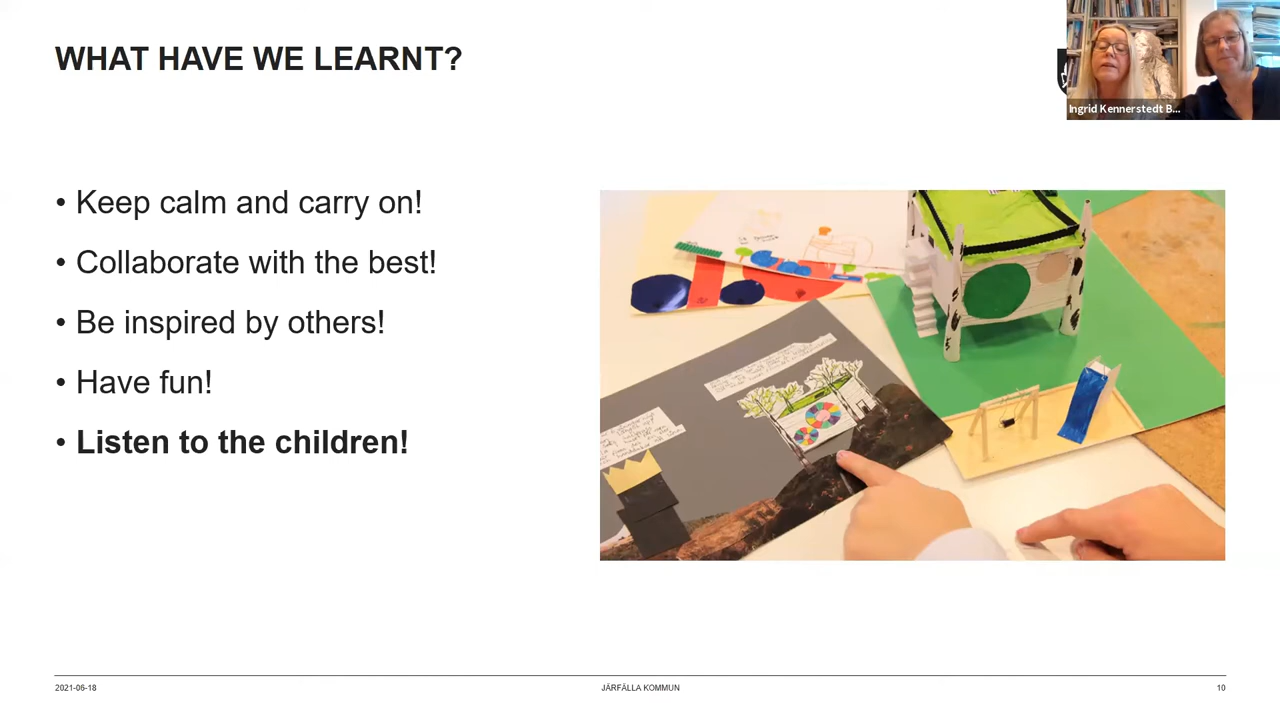 WHAT HAVE WE LEARNT?
Ingrid Kennerstedt B...
• Keep calm and carry on!
• Collaborate with the best!
• Be inspired by others!
• Have fun!
• Listen to the children!
2021-06-18
JÄRFÄLLA KOMMUN
10